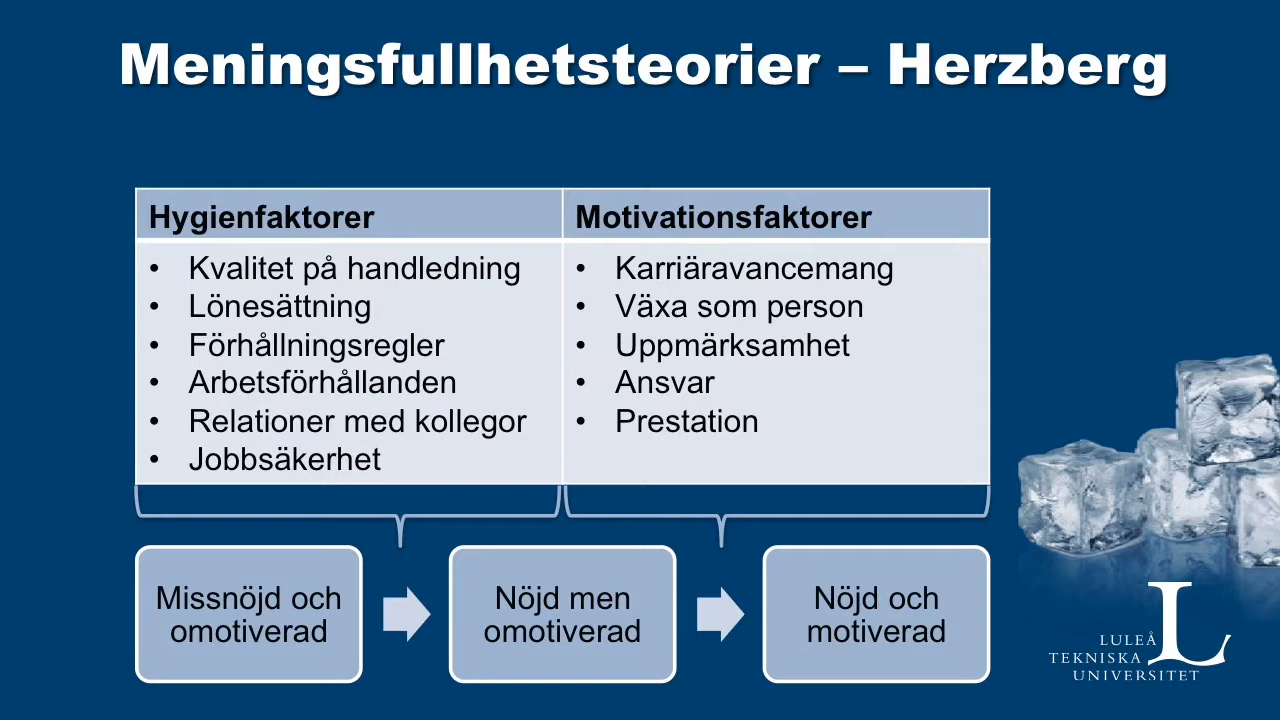 Meningsfullhetsteorier – Herzberg
Hygienfaktorer
• Kvalitet på handledning
• Lönesättning
• Förhållningsregler
• Arbetsförhållanden
• Relationer med kollegor
• Jobbsäkerhet
Motivationsfaktorer
• Karriäravancemang
• Växa som person
• Uppmärksamhet
• Ansvar
• Prestation
Missnöjd och
omotiverad
Nöjd men
omotiverad
Nöjd och
motiverad
L
LULEÅ
TEKNISKA
UNIVERSITET